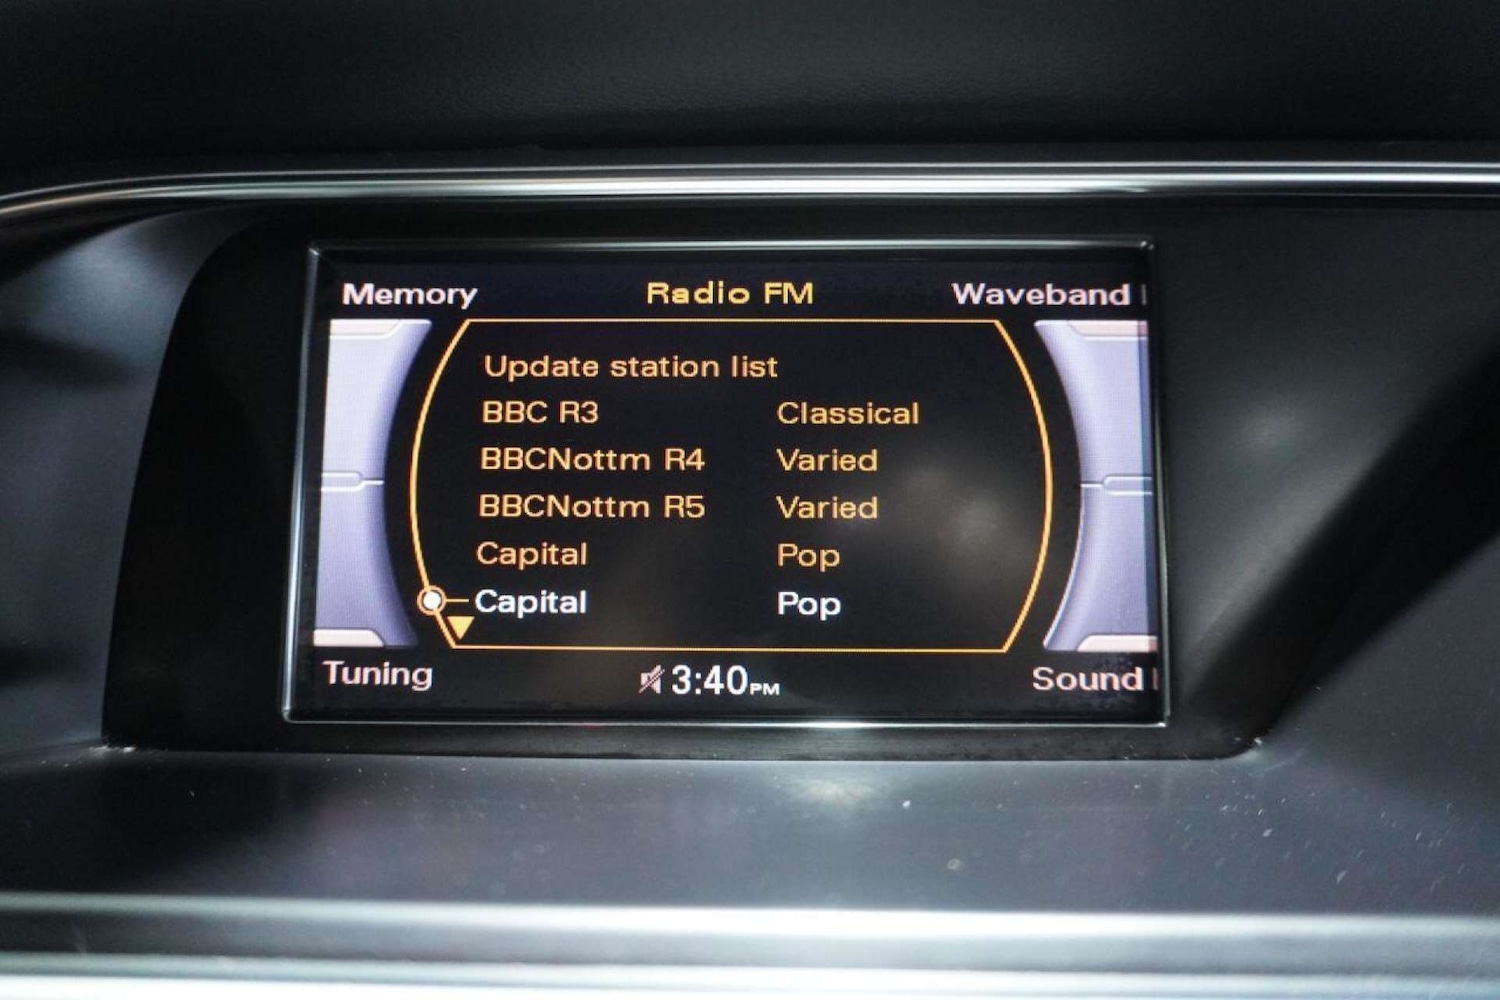 Memory Radio FM Waveband
Update station list
BBC R3 Classical
BBCNottm R4 Varied
BBCNottm R5 Varied
Capital Pop
Capital Pop
Tuning 3:40PM Sound